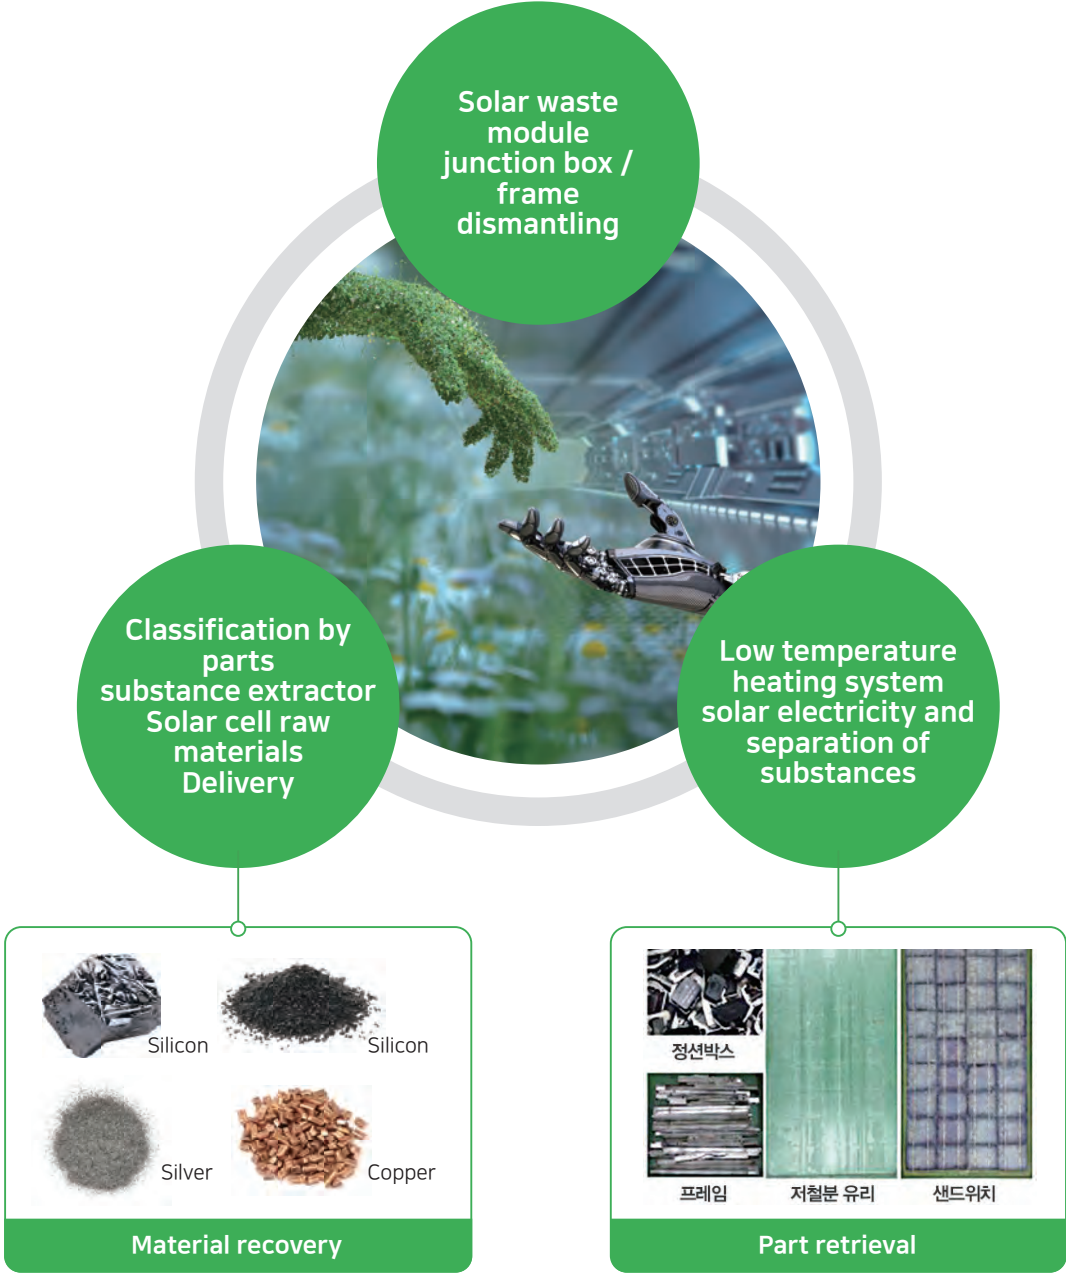 Solar waste
module
junction box /
frame
dismantling
Classification by
parts
substance extractor
Solar cell raw
materials
Delivery
Low temperature
heating system
solar electricity and
separation of
substances
Silicon
Silicon
Silver
Copper
Material recovery
정션박스
프레임
저철분 유리
샌드위치
Part retrieval